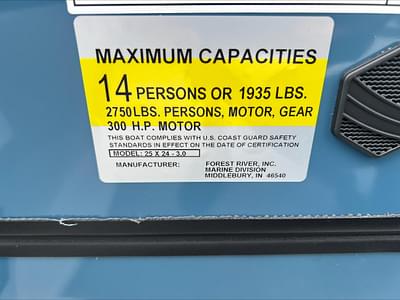 MAXIMUM CAPACITIES
14 PERSONS OR 1935 LBS.
2750 LBS. PERSONS, MOTOR, GEAR
300 H.P. MOTOR
THIS BOAT COMPLIES WITH U.S. COAST GUARD SAFETY
STANDARDS IN EFFECT ON THE DATE OF CERTIFICATION
MODEL: 25 X 24 - 3.0
MANUFACTURER: FOREST RIVER, INC.
MARINE DIVISION
MIDDLEBURY, IN 46540